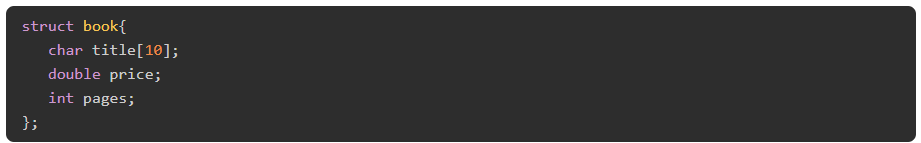 struct book{
   char title[10];
   double price;
   int pages;
};